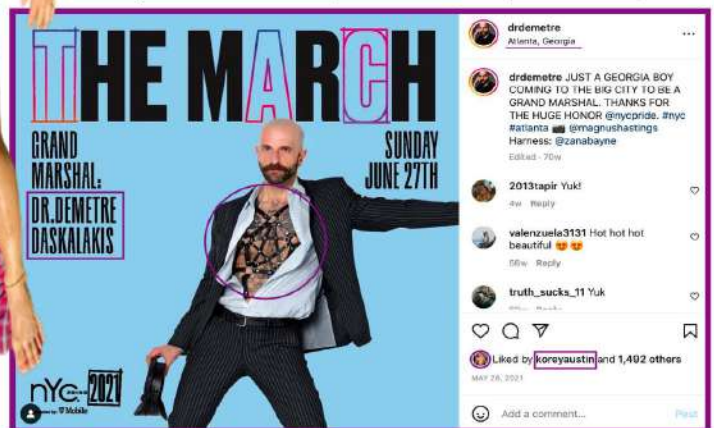 THE MARCH
GRAND
MARSHAL:
DR.DEMETRE
DASKALAKIS
SUNDAY
JUNE 27TH
nYC
2021
Mobile
drdemetre
Atlanta, Georgia
drdemetre JUST A GEORGIA BOY
COMING TO THE BIG CITY TO BE A
GRAND MARSHAL. THANKS FOR
THE HUGE HONOR @nycpride. #nyc
#atlanta 📷 @magnushastings
Harness: @zanabayne
Edited · 70w
2013tapir Yuk!
4w Reply
valenzuela3131 Hot hot hot
beautiful 😍 😍
56w Reply
truth_sucks_11 Yuk
Liked by koreyaustin and 1,492 others
MAY 26, 2021
Add a comment...
Post